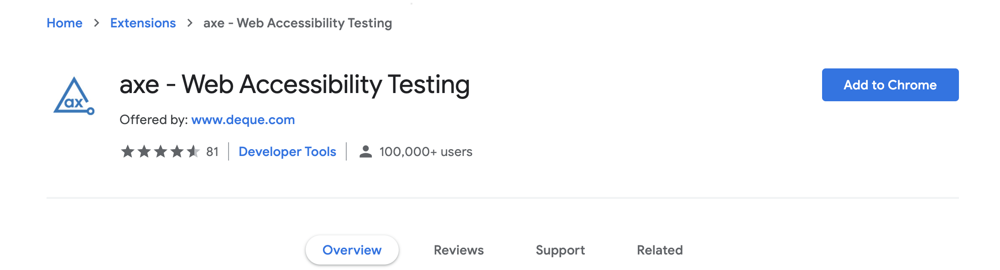 Home > Extensions > axe - Web Accessibility Testing
ax
axe - Web Accessibility Testing
Add to Chrome
Offered by: www.deque.com
81 | Developer Tools | 100,000+ users
Overview Reviews Support Related